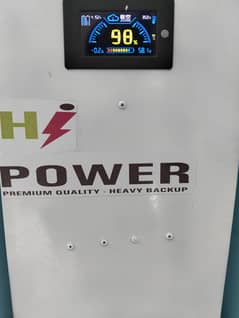 98%
HI
POWER
PREMIUM QUALITY - HEAVY BACKUP